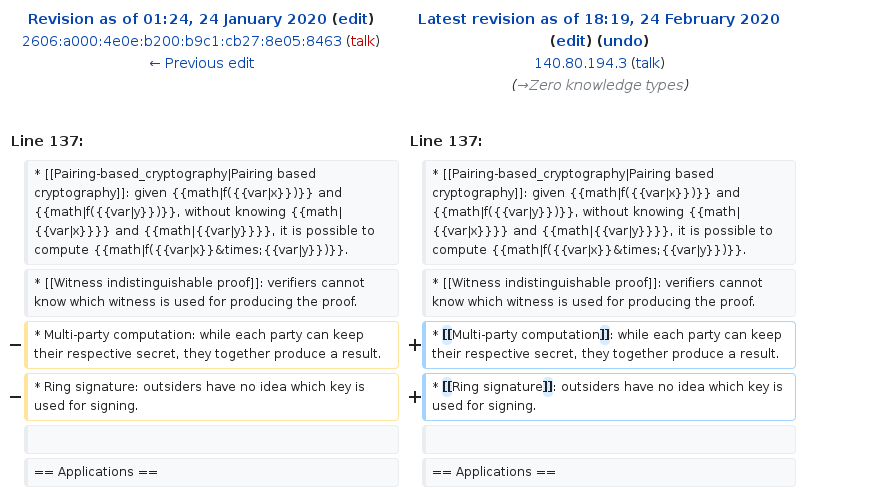 Revision as of 01:24, 24 January 2020 (edit)
2606:a000:4e0e:b200:b9c1:cb27:8e05:8463 (talk)
← Previous edit
Latest revision as of 18:19, 24 February 2020
(edit) (undo)
140.80.194.3 (talk)
(→Zero knowledge types)
Line 137:
* [[Pairing-based_cryptography|Pairing based
cryptography]]: given {{math|f({{var|x}})}} and
{{math|f({{var|y}})}}, without knowing {{math|
{{var|x}}}} and {{math|{{var|y}}}}, it is possible to
compute {{math|f({{var|x}}&times;{{var|y}})}}.
* [[Witness indistinguishable proof]]: verifiers cannot
know which witness is used for producing the proof.
− * Multi-party computation: while each party can keep
their respective secret, they together produce a result.
− * Ring signature: outsiders have no idea which key is
used for signing.
== Applications ==
Line 137:
* [[Pairing-based_cryptography|Pairing based
cryptography]]: given {{math|f({{var|x}})}} and
{{math|f({{var|y}})}}, without knowing {{math|
{{var|x}}}} and {{math|{{var|y}}}}, it is possible to
compute {{math|f({{var|x}}&times;{{var|y}})}}.
* [[Witness indistinguishable proof]]: verifiers cannot
know which witness is used for producing the proof.
+ * [[Multi-party computation]]: while each party can keep
their respective secret, they together produce a result.
+ * [[Ring signature]]: outsiders have no idea which key is
used for signing.
== Applications ==